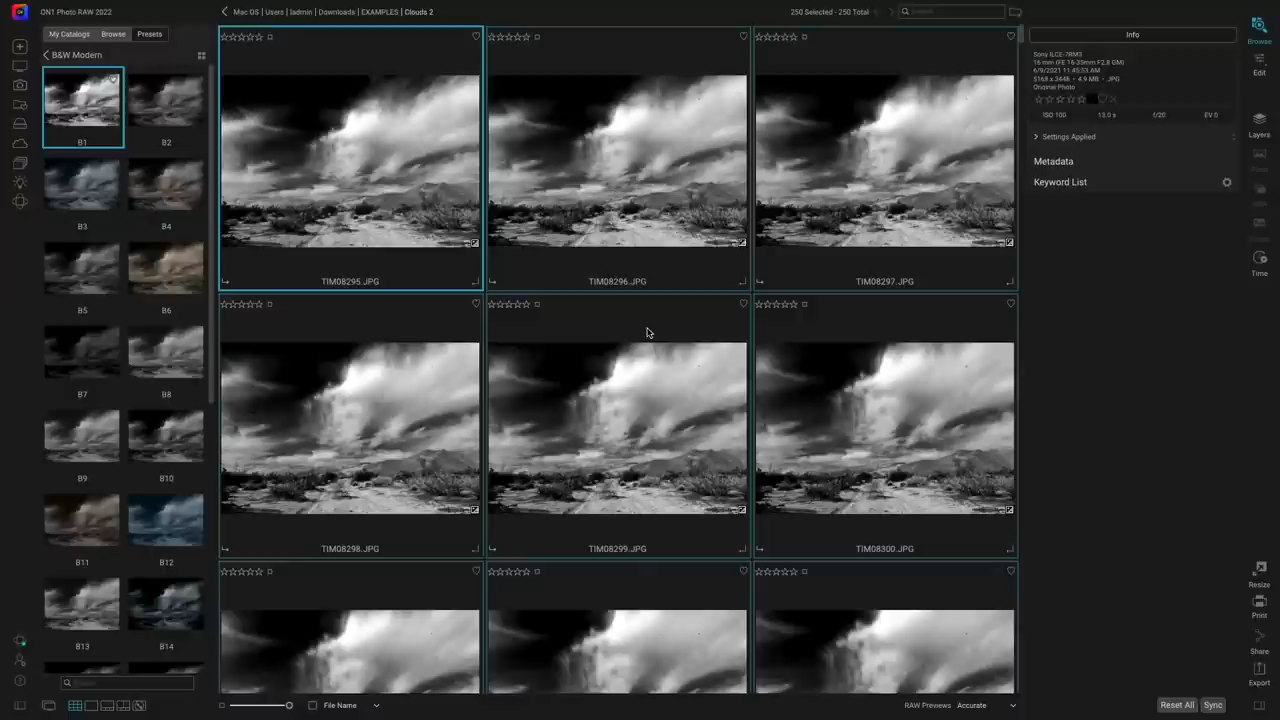 ON1 Photo RAW 2022
Mac OS | Users | ladmin | Downloads | EXAMPLES | Clouds 2
250 Selected - 250 Total
Search
My Catalogs
Browse
Presets
B&W Modern
B1
B2
B3
B4
B5
B6
B7
B8
B9
B10
B11
B12
B13
B14
TIM08295.JPG
TIM08296.JPG
TIM08297.JPG
TIM08298.JPG
TIM08299.JPG
TIM08300.JPG
File Name
RAW Previews
Accurate
Info
Sony ILCE-7RM3
16 mm (FE 16-35mm F2.8 GM)
6/9/2021 11:45:53 AM
5168 x 3448 • 4.9 MB • JPG
Original Photo
ISO 100
13.0 s
f/20
EV 0
Settings Applied
Metadata
Keyword List
Browse
Edit
Layers
Time
Resize
Print
Share
Export
Reset All
Sync